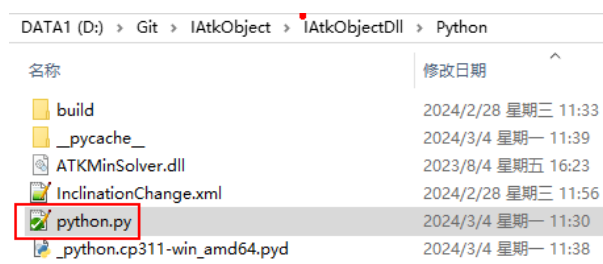 DATA1 (D:) > Git > IAtkObject > IAtkObjectDll > Python
名称 修改日期
build 2024/2/28 星期三 11:33
__pycache__ 2024/3/4 星期一 11:39
ATKMinSolver.dll 2023/8/4 星期五 16:23
InclinationChange.xml 2024/2/28 星期三 11:56
python.py 2024/3/4 星期一 11:30
_python.cp311-win_amd64.pyd 2024/3/4 星期一 11:38